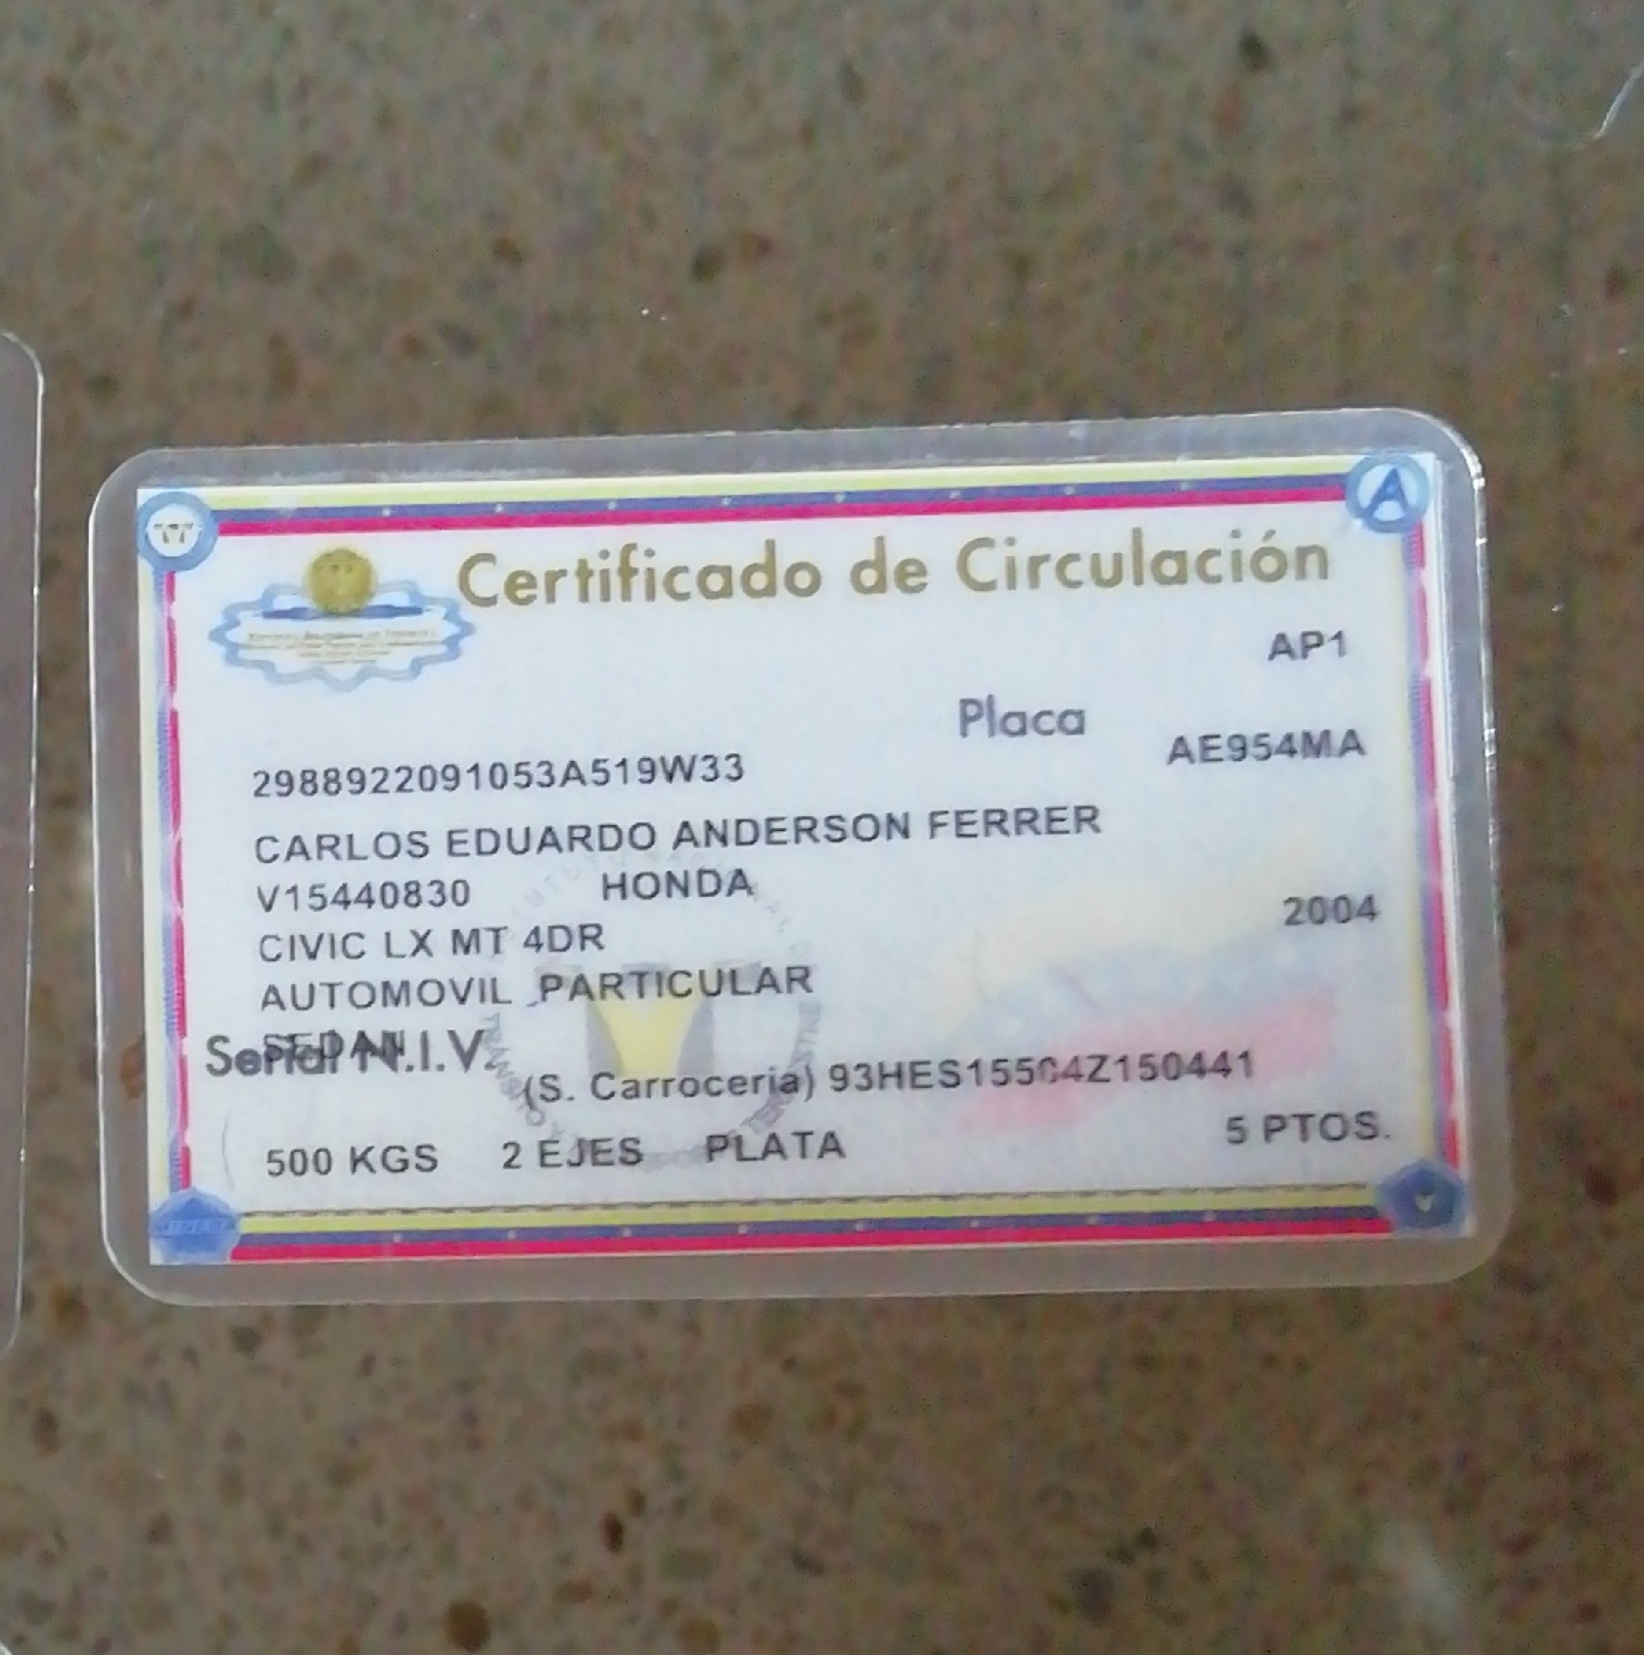 Certificado de Circulación
AP1
Placa
AE954MA
2988922091053A519W33
CARLOS EDUARDO ANDERSON FERRER
V15440830 HONDA
2004
CIVIC LX MT 4DR
AUTOMOVIL PARTICULAR
SEDAN
Serial N.I.V.
(S. Carroceria) 93HES15504Z150441
500 KGS 2 EJES PLATA 5 PTOS.